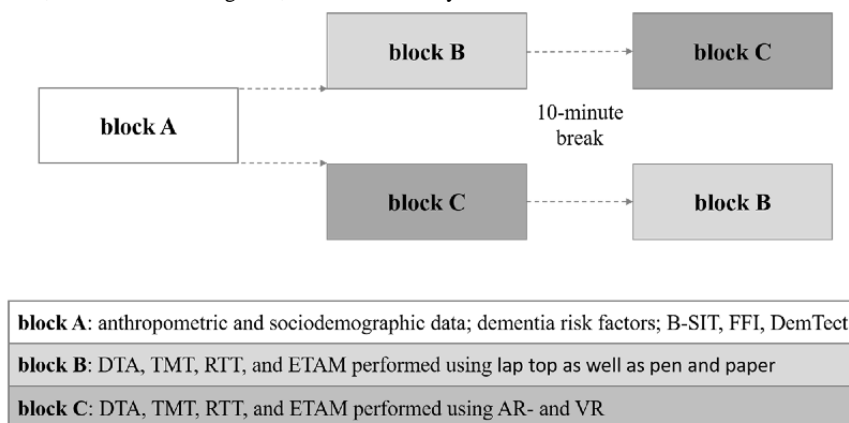 block B
block C
10-minute
break
block A
block C
block B
block A: anthropometric and sociodemographic data; dementia risk factors; B-SIT, FFI, DemTect
block B: DTA, TMT, RTT, and ETAM performed using lap top as well as pen and paper
block C: DTA, TMT, RTT, and ETAM performed using AR- and VR